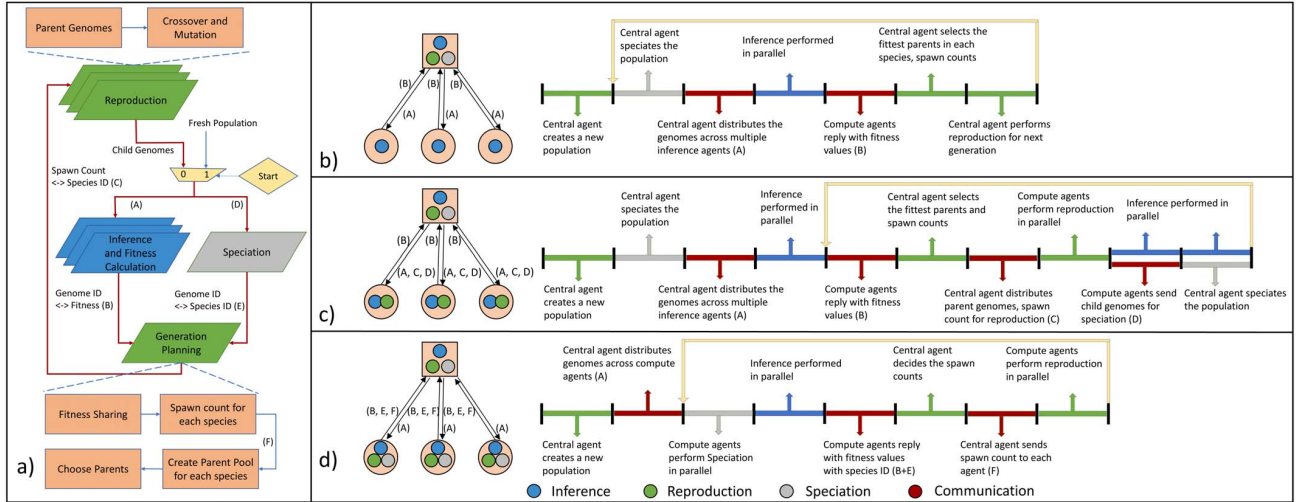 Parent Genomes
Crossover and
Mutation
Reproduction
Fresh Population
Child Genomes
Spawn Count
<-> Species ID (C)
0 1
Start
(A)
(D)
Inference
and Fitness
Calculation
Speciation
Genome ID
<-> Fitness (B)
Genome ID
<-> Species ID (E)
Generation
Planning
Fitness Sharing
Spawn count for
each species
(F)
Choose Parents
Create Parent Pool
for each species
a)
(B)
(B)
(B)
(A)
(A)
(A)
b)
Central agent
speciates the
population
Inference performed
in parallel
Central agent selects the
fittest parents in each
species, spawn counts
Central agent
creates a new
population
Central agent distributes the
genomes across multiple
inference agents (A)
Compute agents
reply with fitness
values (B)
Central agent performs
reproduction for next
generation
(B)
(B)
(B)
(A, C, D)
(A, C, D)
(A, C, D)
c)
Central agent
speciates the
population
Inference
performed in
parallel
Central agent selects
the fittest parents and
spawn counts
Compute agents
perform reproduction
in parallel
Inference performed in
parallel
Central agent
creates a new
population
Central agent distributes the
genomes across multiple
inference agents (A)
Compute agents
reply with fitness
values (B)
Central agent distributes
parent genomes, spawn
count for reproduction (C)
Compute agents send
child genomes for
speciation (D)
Central agent speciates
the population
(B, E, F)
(B, E, F)
(B, E, F)
(A)
(A)
(A)
d)
Central agent distributes
genomes across compute
agents (A)
Inference performed
in parallel
Central agent
decides the spawn
counts
Compute agents
perform reproduction
in parallel
Central agent
creates a new
population
Compute agents
perform Speciation
in parallel
Compute agents reply
with fitness values
with species ID (B+E)
Central agent sends
spawn count to each
agent (F)
Inference
Reproduction
Speciation
Communication